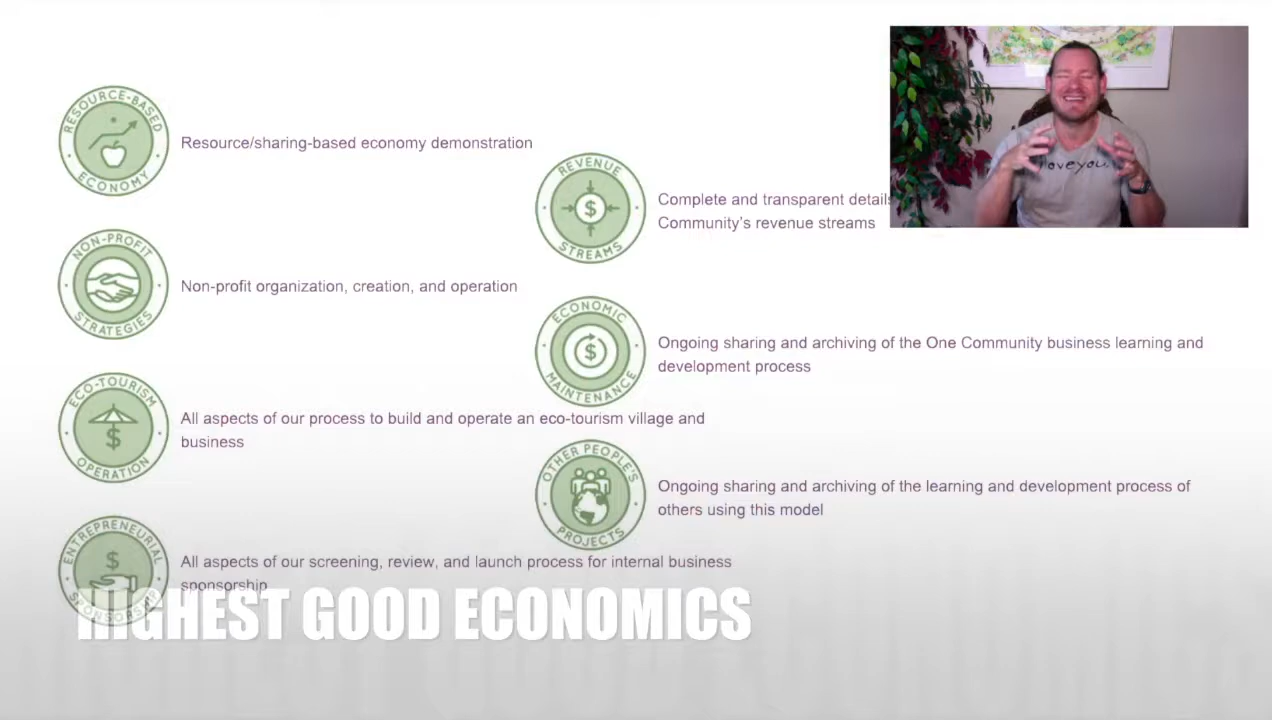 RESOURCE-BASED
ECONOMY
Resource/sharing-based economy demonstration
NON-PROFIT
STRATEGIES
Non-profit organization, creation, and operation
ECO-TOURISM
$
OPERATION
All aspects of our process to build and operate an eco-tourism village and
business
ENTREPRENEURIAL
$
SPONSORSHIP
All aspects of our screening, review, and launch process for internal business
sponsorship
REVENUE
$
STREAMS
Complete and transparent details
Community's revenue streams
ECONOMIC
$
MAINTENANCE
Ongoing sharing and archiving of the One Community business learning and
development process
OTHER PEOPLE'S
PROJECTS
Ongoing sharing and archiving of the learning and development process of
others using this model
HIGHEST GOOD ECONOMICS